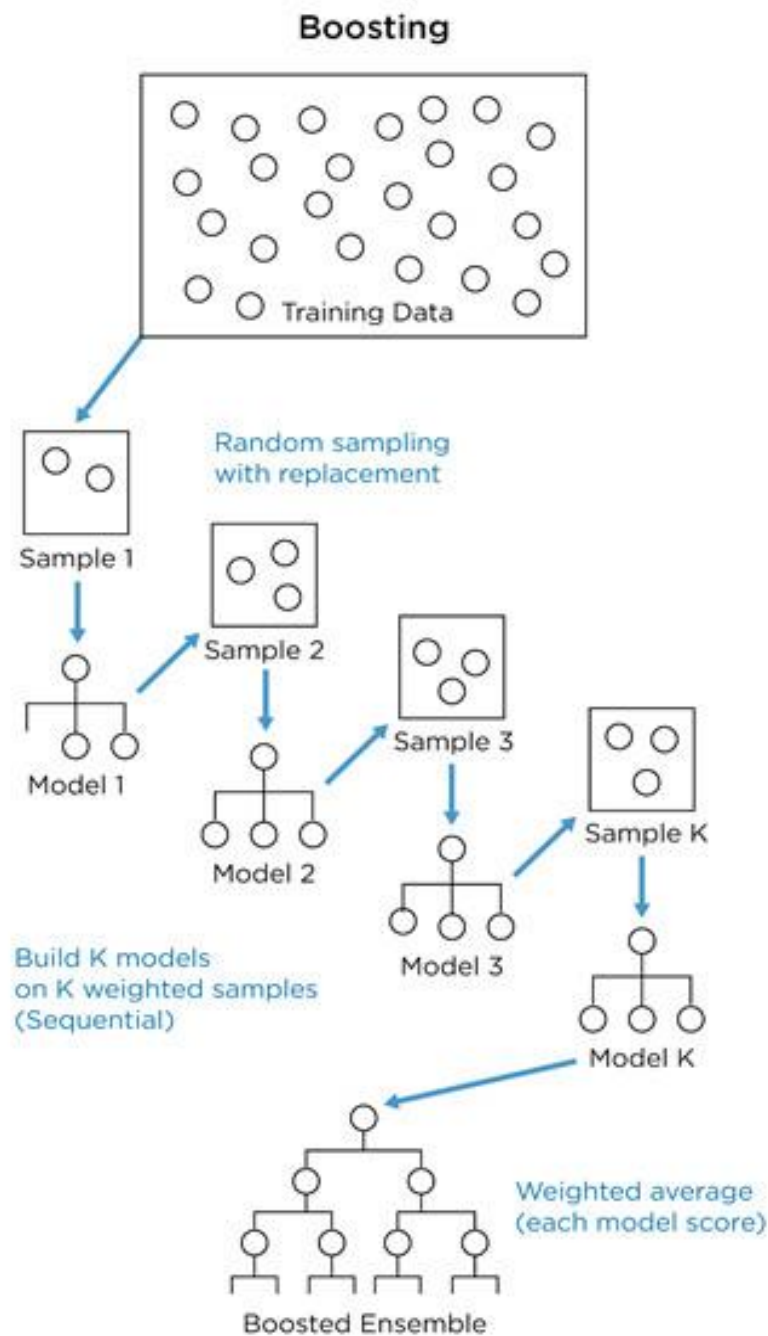 Boosting
Training Data
Random sampling
with replacement
Sample 1
Sample 2
Sample 3
Sample K
Model 1
Model 2
Model 3
Model K
Build K models
on K weighted samples
(Sequential)
Weighted average
(each model score)
Boosted Ensemble